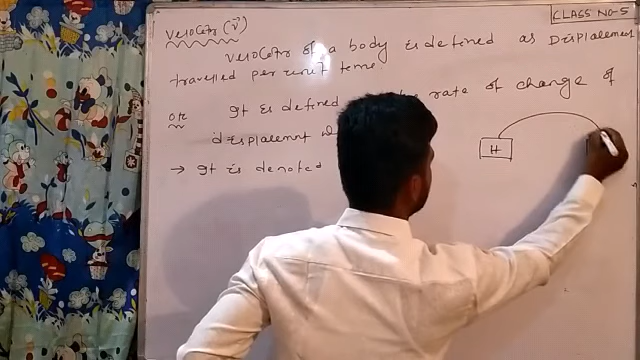 CLASS NO-5
Velocity (v⃗)
Velocity of a body is defined as Displacement
travelled per unit time.
OR It is defined the rate of change of
displacement
→ It is denoted
H